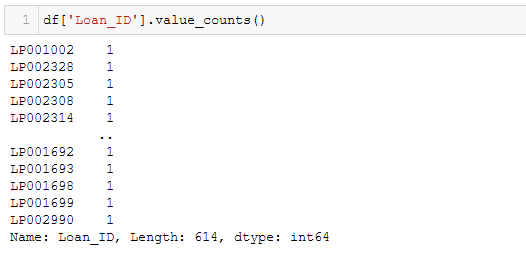 1 df['Loan_ID'].value_counts()
LP001002 1
LP002328 1
LP002305 1
LP002308 1
LP002314 1
..
LP001692 1
LP001693 1
LP001698 1
LP001699 1
LP002990 1
Name: Loan_ID, Length: 614, dtype: int64